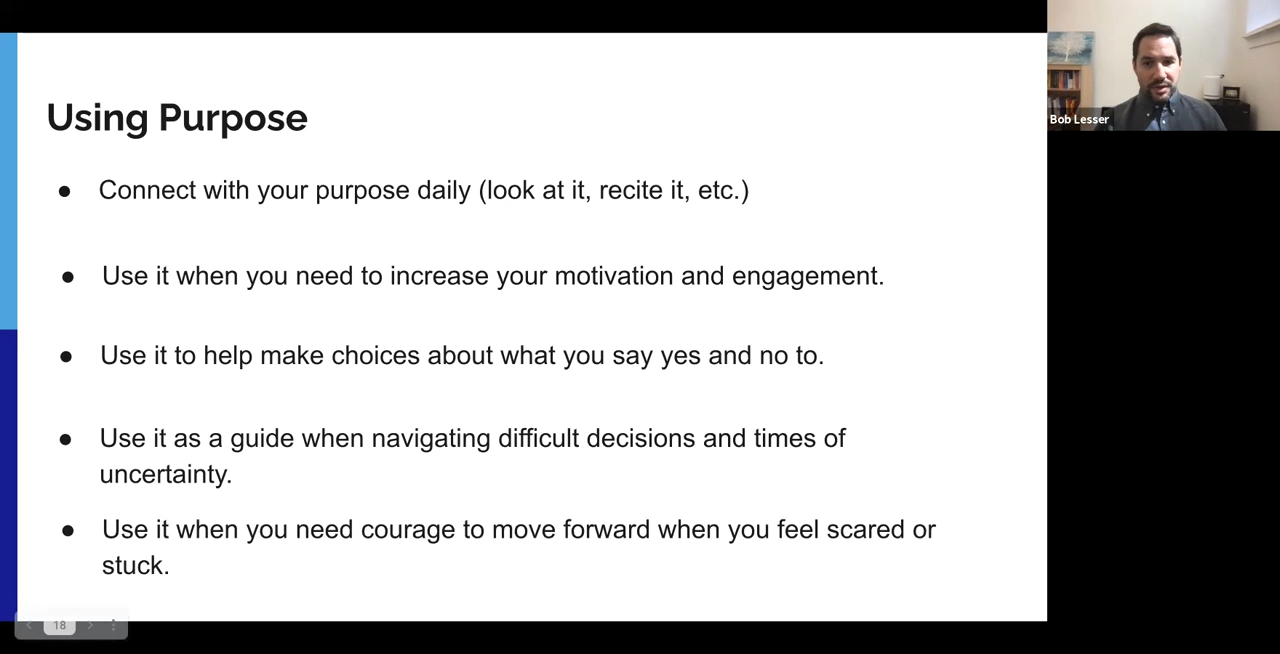 Using Purpose
● Connect with your purpose daily (look at it, recite it, etc.)
● Use it when you need to increase your motivation and engagement.
● Use it to help make choices about what you say yes and no to.
● Use it as a guide when navigating difficult decisions and times of
uncertainty.
● Use it when you need courage to move forward when you feel scared or
stuck.
18
Bob Lesser